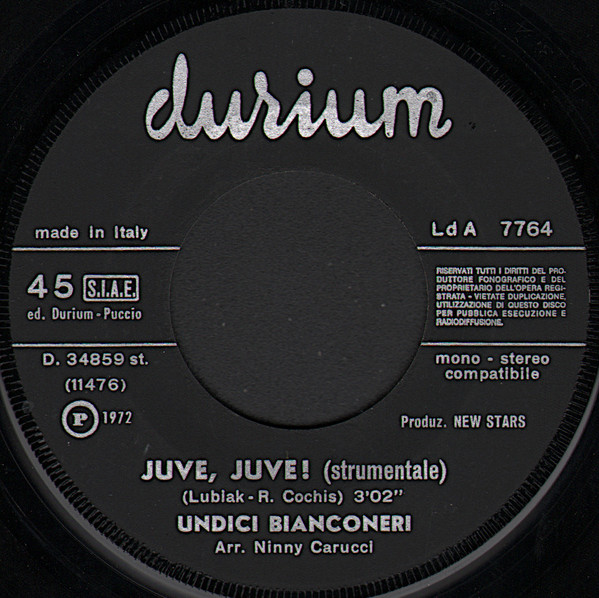 durium
made in Italy
Ld A 7764
45 S.I.A.E.
ed. Durium - Puccio
RISERVATI TUTTI I DIRITTI DEL PRO-
DUTTORE FONOGRAFICO E DEL
PROPRIETARIO DELL'OPERA REGI-
STRATA - VIETATE DUPLICAZIONE,
UTILIZZAZIONE DI QUESTO DISCO
PER PUBBLICA ESECUZIONE E
RADIODIFFUSIONE.
D. 34859 st.
(11476)
mono - stereo
compatibile
P 1972
Produz. NEW STARS
JUVE, JUVE! (strumentale)
(Lubiak - R. Cochis) 3'02"
UNDICI BIANCONERI
Arr. Ninny Carucci